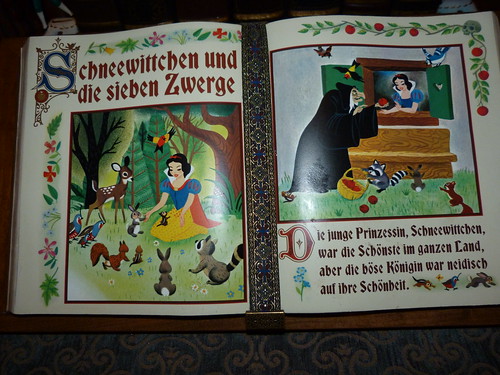 Schneewittchen und
die sieben Zwerge
Die junge Prinzessin, Schneewittchen,
war die Schönste im ganzen Land,
aber die böse Königin war neidisch
auf ihre Schönheit.